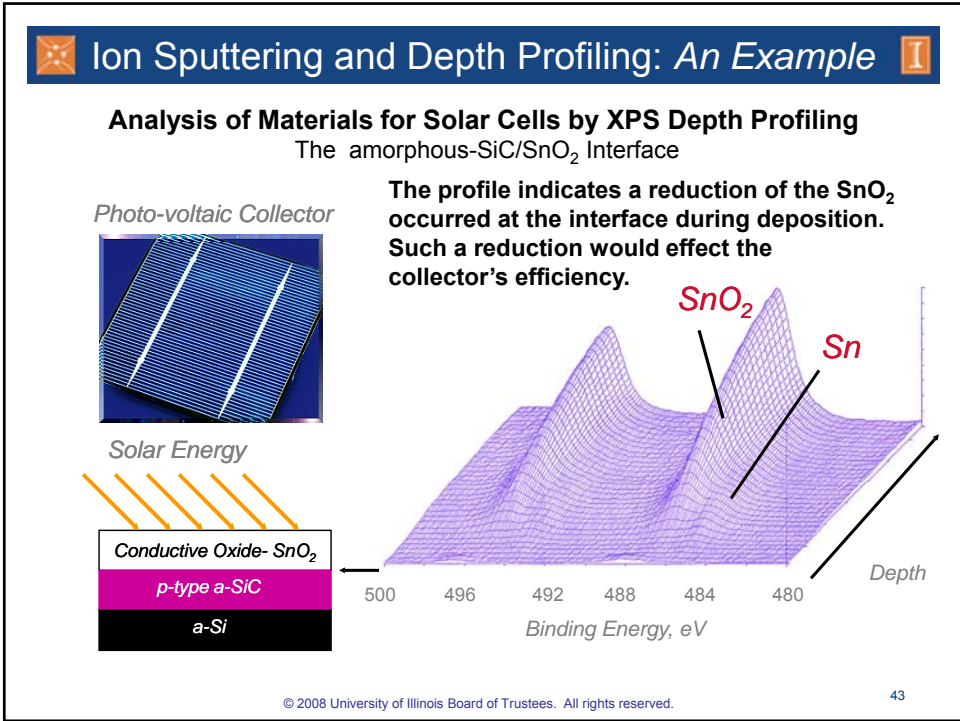 Ion Sputtering and Depth Profiling: An Example
Analysis of Materials for Solar Cells by XPS Depth Profiling
The amorphous-SiC/SnO₂ Interface
The profile indicates a reduction of the SnO₂
occurred at the interface during deposition.
Such a reduction would effect the
collector's efficiency.
Photo-voltaic Collector
SnO₂
Sn
Solar Energy
Conductive Oxide- SnO₂
p-type a-SiC
a-Si
500 496 492 488 484 480
Binding Energy, eV
Depth
© 2008 University of Illinois Board of Trustees. All rights reserved.
43